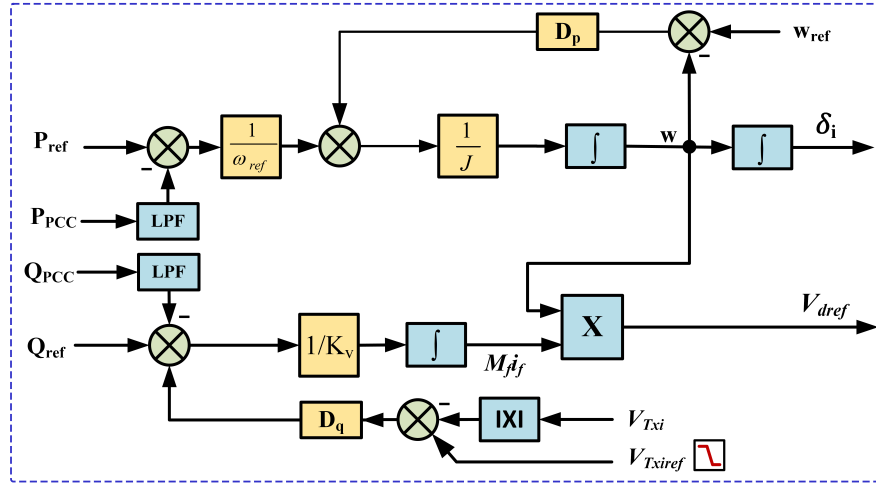 D_p
w_ref
P_ref
1/ω_ref
1/J
∫
w
∫
δ_i
P_PCC
LPF
Q_PCC
LPF
Q_ref
1/K_v
∫
M_f i_f
X
V_dref
D_q
|X|
V_Txi
V_Txiref